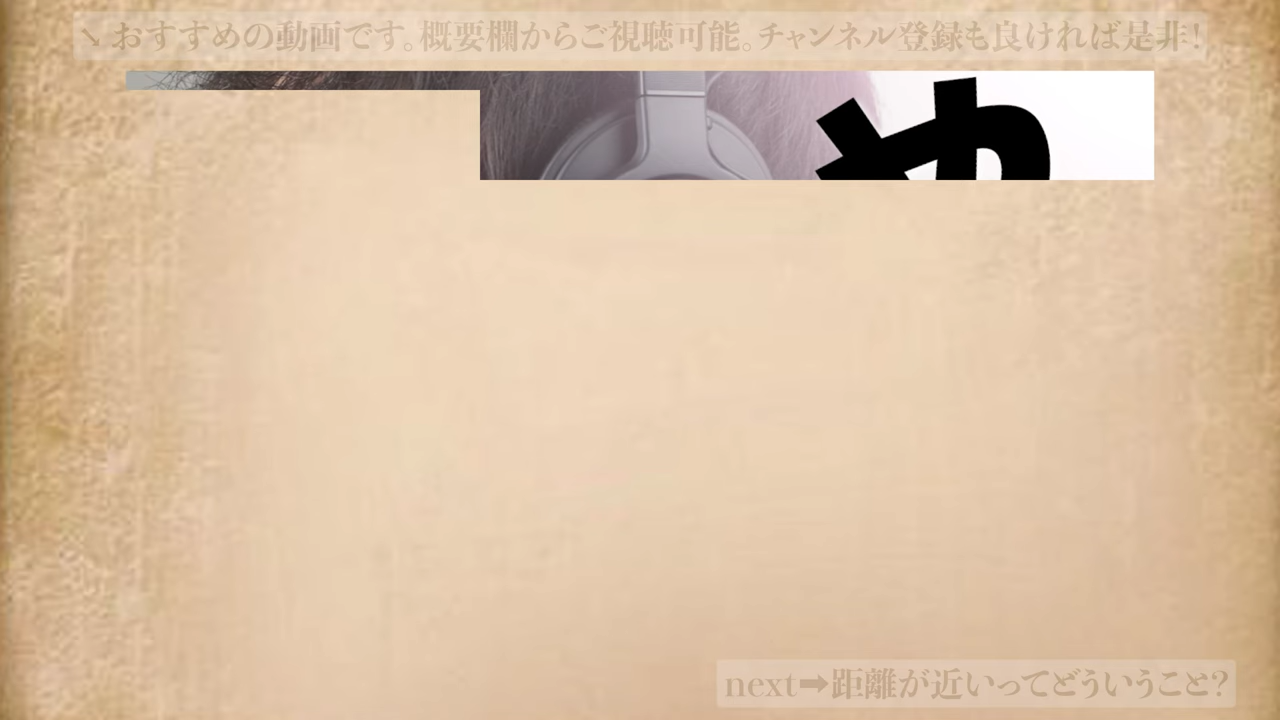 ↘おすすめの動画です。概要欄からご視聴可能。チャンネル登録も良ければ是非!
next➡距離が近いってどういうこと?